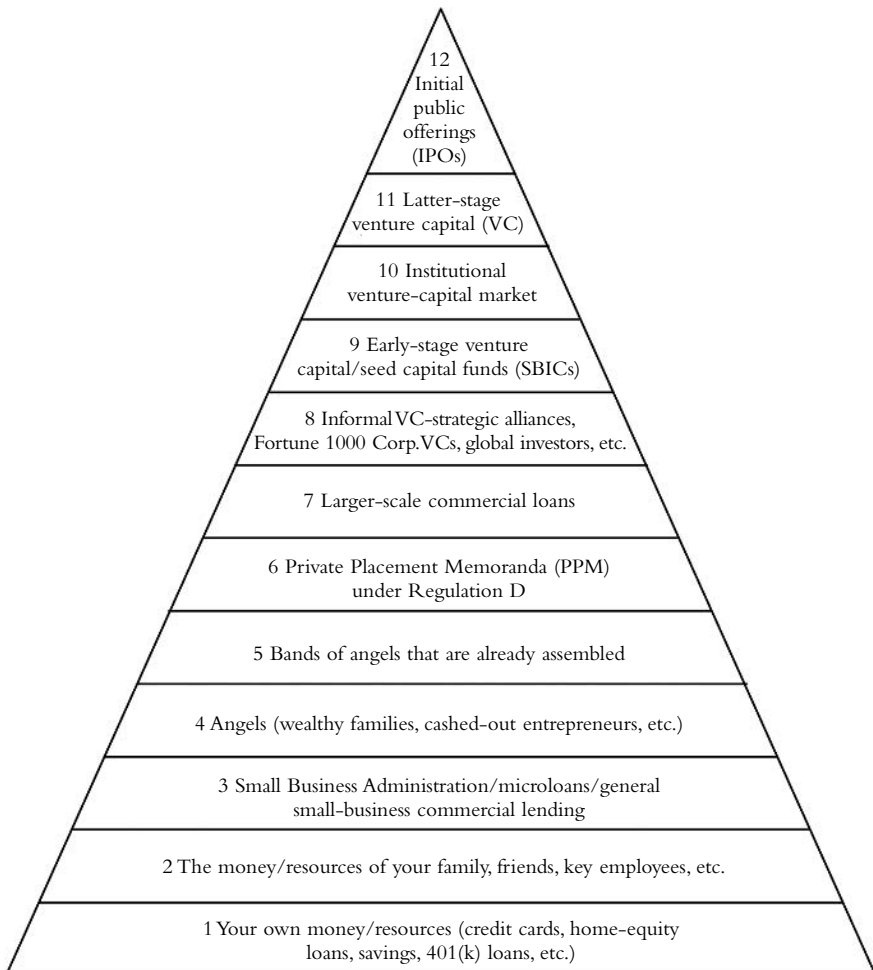 12
Initial
public
offerings
(IPOs)
11 Latter-stage
venture capital (VC)
10 Institutional
venture-capital market
9 Early-stage venture
capital/seed capital funds (SBICs)
8 Informal VC-strategic alliances,
Fortune 1000 Corp. VCs, global investors, etc.
7 Larger-scale commercial loans
6 Private Placement Memoranda (PPM)
under Regulation D
5 Bands of angels that are already assembled
4 Angels (wealthy families, cashed-out entrepreneurs, etc.)
3 Small Business Administration/microloans/general
small-business commercial lending
2 The money/resources of your family, friends, key employees, etc.
1 Your own money/resources (credit cards, home-equity
loans, savings, 401(k) loans, etc.)